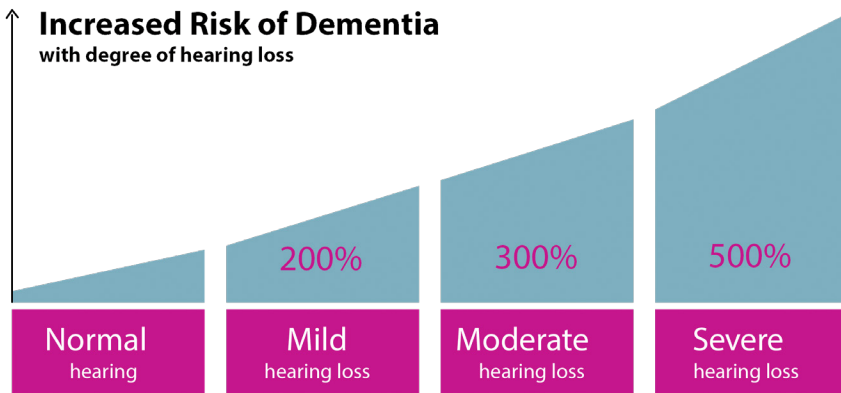 Increased Risk of Dementia
with degree of hearing loss
200%
300%
500%
Normal
hearing
Mild
hearing loss
Moderate
hearing loss
Severe
hearing loss